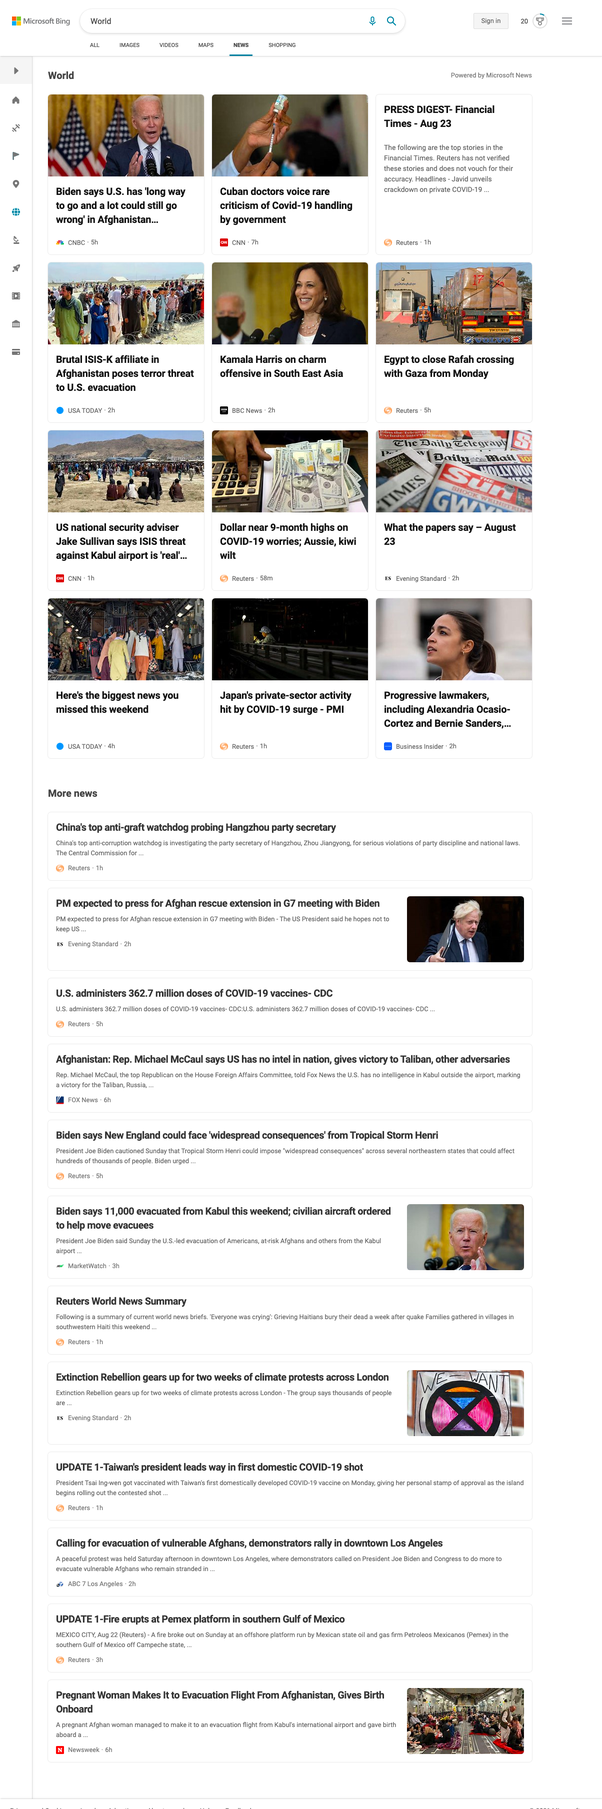 Microsoft Bing
World
Sign in
20
ALL
IMAGES
VIDEOS
MAPS
NEWS
SHOPPING
World
Powered by Microsoft News
Biden says U.S. has 'long way
to go and a lot could still go
wrong' in Afghanistan...
CNBC · 5h
Cuban doctors voice rare
criticism of Covid-19 handling
by government
CNN · 7h
PRESS DIGEST- Financial
Times - Aug 23
The following are the top stories in the
Financial Times. Reuters has not verified
these stories and does not vouch for their
accuracy. Headlines - Javid unveils
crackdown on private COVID-19 ...
Reuters · 1h
Brutal ISIS-K affiliate in
Afghanistan poses terror threat
to U.S. evacuation
USA TODAY · 2h
Kamala Harris on charm
offensive in South East Asia
BBC News · 2h
Egypt to close Rafah crossing
with Gaza from Monday
Reuters · 5h
US national security adviser
Jake Sullivan says ISIS threat
against Kabul airport is 'real'...
CNN · 1h
Dollar near 9-month highs on
COVID-19 worries; Aussie, kiwi
wilt
Reuters · 58m
The Daily Telegraph
Daily Mail
HOLLYWOO
TIMES
Sun
GWY
What the papers say – August
23
ES Evening Standard · 2h
Here's the biggest news you
missed this weekend
USA TODAY · 4h
Japan's private-sector activity
hit by COVID-19 surge - PMI
Reuters · 1h
Progressive lawmakers,
including Alexandria Ocasio-
Cortez and Bernie Sanders,...
Business Insider · 2h
More news
China's top anti-graft watchdog probing Hangzhou party secretary
China's top anti-corruption watchdog is investigating the party secretary of Hangzhou, Zhou Jiangyong, for serious violations of party discipline and national laws.
The Central Commission for ...
Reuters · 1h
PM expected to press for Afghan rescue extension in G7 meeting with Biden
PM expected to press for Afghan rescue extension in G7 meeting with Biden - The US President said he hopes not to
keep US ...
ES Evening Standard · 2h
U.S. administers 362.7 million doses of COVID-19 vaccines- CDC
U.S. administers 362.7 million doses of COVID-19 vaccines- CDC:U.S. administers 362.7 million doses of COVID-19 vaccines- CDC ...
Reuters · 5h
Afghanistan: Rep. Michael McCaul says US has no intel in nation, gives victory to Taliban, other adversaries
Rep. Michael McCaul, the top Republican on the House Foreign Affairs Committee, told Fox News the U.S. has no intelligence in Kabul outside the airport, marking
a victory for the Taliban, Russia, ...
FOX News · 6h
Biden says New England could face 'widespread consequences' from Tropical Storm Henri
President Joe Biden cautioned Sunday that Tropical Storm Henri could impose "widespread consequences" across several northeastern states that could affect
hundreds of thousands of people. Biden urged ...
Reuters · 5h
Biden says 11,000 evacuated from Kabul this weekend; civilian aircraft ordered
to help move evacuees
President Joe Biden said Sunday the U.S.-led evacuation of Americans, at-risk Afghans and others from the Kabul
airport ...
MarketWatch · 3h
Reuters World News Summary
Following is a summary of current world news briefs. 'Everyone was crying': Grieving Haitians bury their dead a week after quake Families gathered in villages in
southwestern Haiti this weekend ...
Reuters · 1h
Extinction Rebellion gears up for two weeks of climate protests across London
Extinction Rebellion gears up for two weeks of climate protests across London - The group says thousands of people
are ...
ES Evening Standard · 2h
WE-WANT
UPDATE 1-Taiwan's president leads way in first domestic COVID-19 shot
President Tsai Ing-wen got vaccinated with Taiwan's first domestically developed COVID-19 vaccine on Monday, giving her personal stamp of approval as the island
begins rolling out the contested shot ...
Reuters · 1h
Calling for evacuation of vulnerable Afghans, demonstrators rally in downtown Los Angeles
A peaceful protest was held Saturday afternoon in downtown Los Angeles, where demonstrators called on President Joe Biden and Congress to do more to
evacuate vulnerable Afghans who remain stranded in ...
ABC 7 Los Angeles · 2h
UPDATE 1-Fire erupts at Pemex platform in southern Gulf of Mexico
MEXICO CITY, Aug 22 (Reuters) - A fire broke out on Sunday at an offshore platform run by Mexican state oil and gas firm Petroleos Mexicanos (Pemex) in the
southern Gulf of Mexico off Campeche state, ...
Reuters · 3h
Pregnant Woman Makes It to Evacuation Flight From Afghanistan, Gives Birth
Onboard
A pregnant Afghan woman managed to make it to an evacuation flight from Kabul's international airport and gave birth
aboard a ...
N Newsweek · 6h